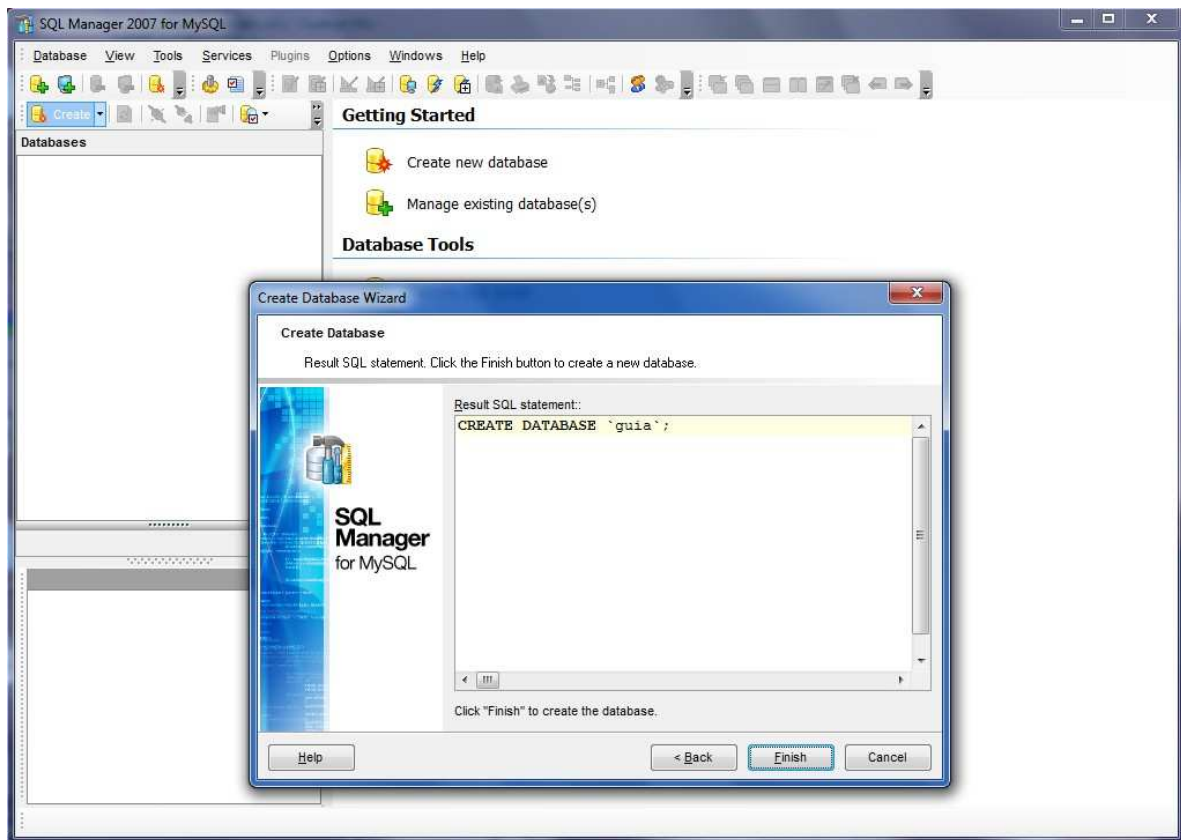 SQL Manager 2007 for MySQL
Database View Tools Services Plugins Options Windows Help
Create
Databases
Getting Started
Create new database
Manage existing database(s)
Database Tools
Create Database Wizard
Create Database
Result SQL statement. Click the Finish button to create a new database.
SQL
Manager
for MySQL
Result SQL statement::
CREATE DATABASE `guia`;
Click "Finish" to create the database.
Help < Back Finish Cancel